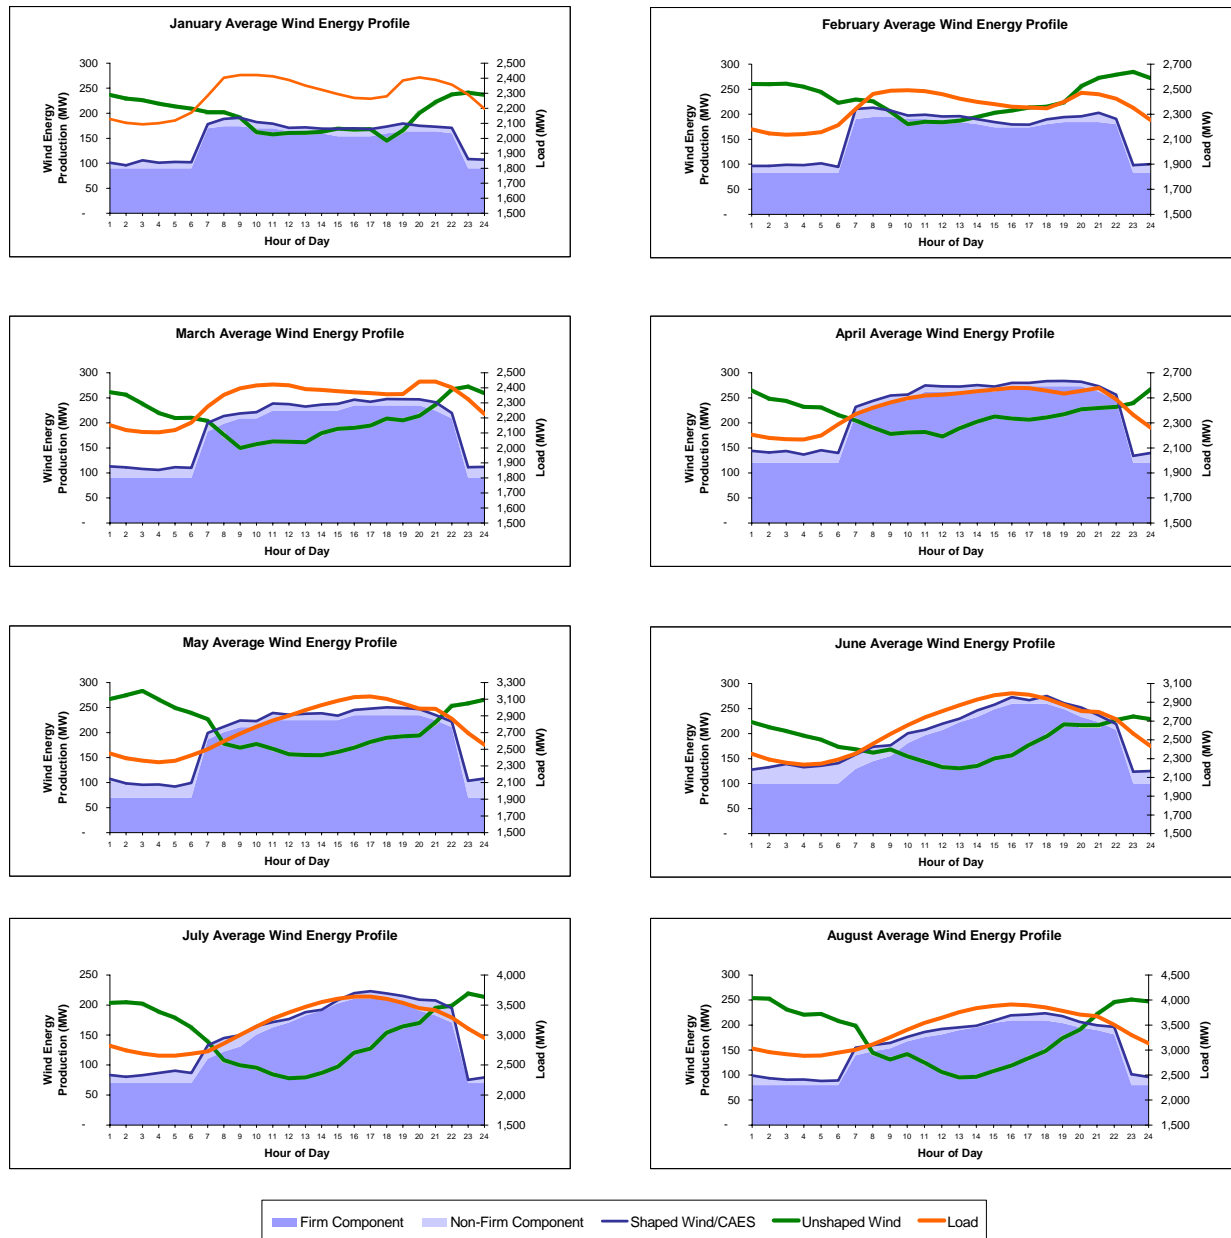 January Average Wind Energy Profile
300
250
200
150
100
50
-
Wind Energy
Production (MW)
2,500
2,400
2,300
2,200
2,100
2,000
1,900
1,800
1,700
1,600
1,500
Load (MW)
1 2 3 4 5 6 7 8 9 10 11 12 13 14 15 16 17 18 19 20 21 22 23 24
Hour of Day
February Average Wind Energy Profile
300
250
200
150
100
50
-
Wind Energy
Production (MW)
2,700
2,500
2,300
2,100
1,900
1,700
1,500
Load (MW)
1 2 3 4 5 6 7 8 9 10 11 12 13 14 15 16 17 18 19 20 21 22 23 24
Hour of Day
March Average Wind Energy Profile
300
250
200
150
100
50
-
Wind Energy
Production (MW)
2,500
2,400
2,300
2,200
2,100
2,000
1,900
1,800
1,700
1,600
1,500
Load (MW)
1 2 3 4 5 6 7 8 9 10 11 12 13 14 15 16 17 18 19 20 21 22 23 24
Hour of Day
April Average Wind Energy Profile
300
250
200
150
100
50
-
Wind Energy
Production (MW)
2,700
2,500
2,300
2,100
1,900
1,700
1,500
Load (MW)
1 2 3 4 5 6 7 8 9 10 11 12 13 14 15 16 17 18 19 20 21 22 23 24
Hour of Day
May Average Wind Energy Profile
300
250
200
150
100
50
-
Wind Energy
Production (MW)
3,300
3,100
2,900
2,700
2,500
2,300
2,100
1,900
1,700
1,500
Load (MW)
1 2 3 4 5 6 7 8 9 10 11 12 13 14 15 16 17 18 19 20 21 22 23 24
Hour of Day
June Average Wind Energy Profile
300
250
200
150
100
50
-
Wind Energy
Production (MW)
3,100
2,900
2,700
2,500
2,300
2,100
1,900
1,700
1,500
Load (MW)
1 2 3 4 5 6 7 8 9 10 11 12 13 14 15 16 17 18 19 20 21 22 23 24
Hour of Day
July Average Wind Energy Profile
250
200
150
100
50
-
Wind Energy
Production (MW)
4,000
3,500
3,000
2,500
2,000
1,500
Load (MW)
1 2 3 4 5 6 7 8 9 10 11 12 13 14 15 16 17 18 19 20 21 22 23 24
Hour of Day
August Average Wind Energy Profile
300
250
200
150
100
50
-
Wind Energy
Production (MW)
4,500
4,000
3,500
3,000
2,500
2,000
1,500
Load (MW)
1 2 3 4 5 6 7 8 9 10 11 12 13 14 15 16 17 18 19 20 21 22 23 24
Hour of Day
Firm Component Non-Firm Component Shaped Wind/CAES Unshaped Wind Load